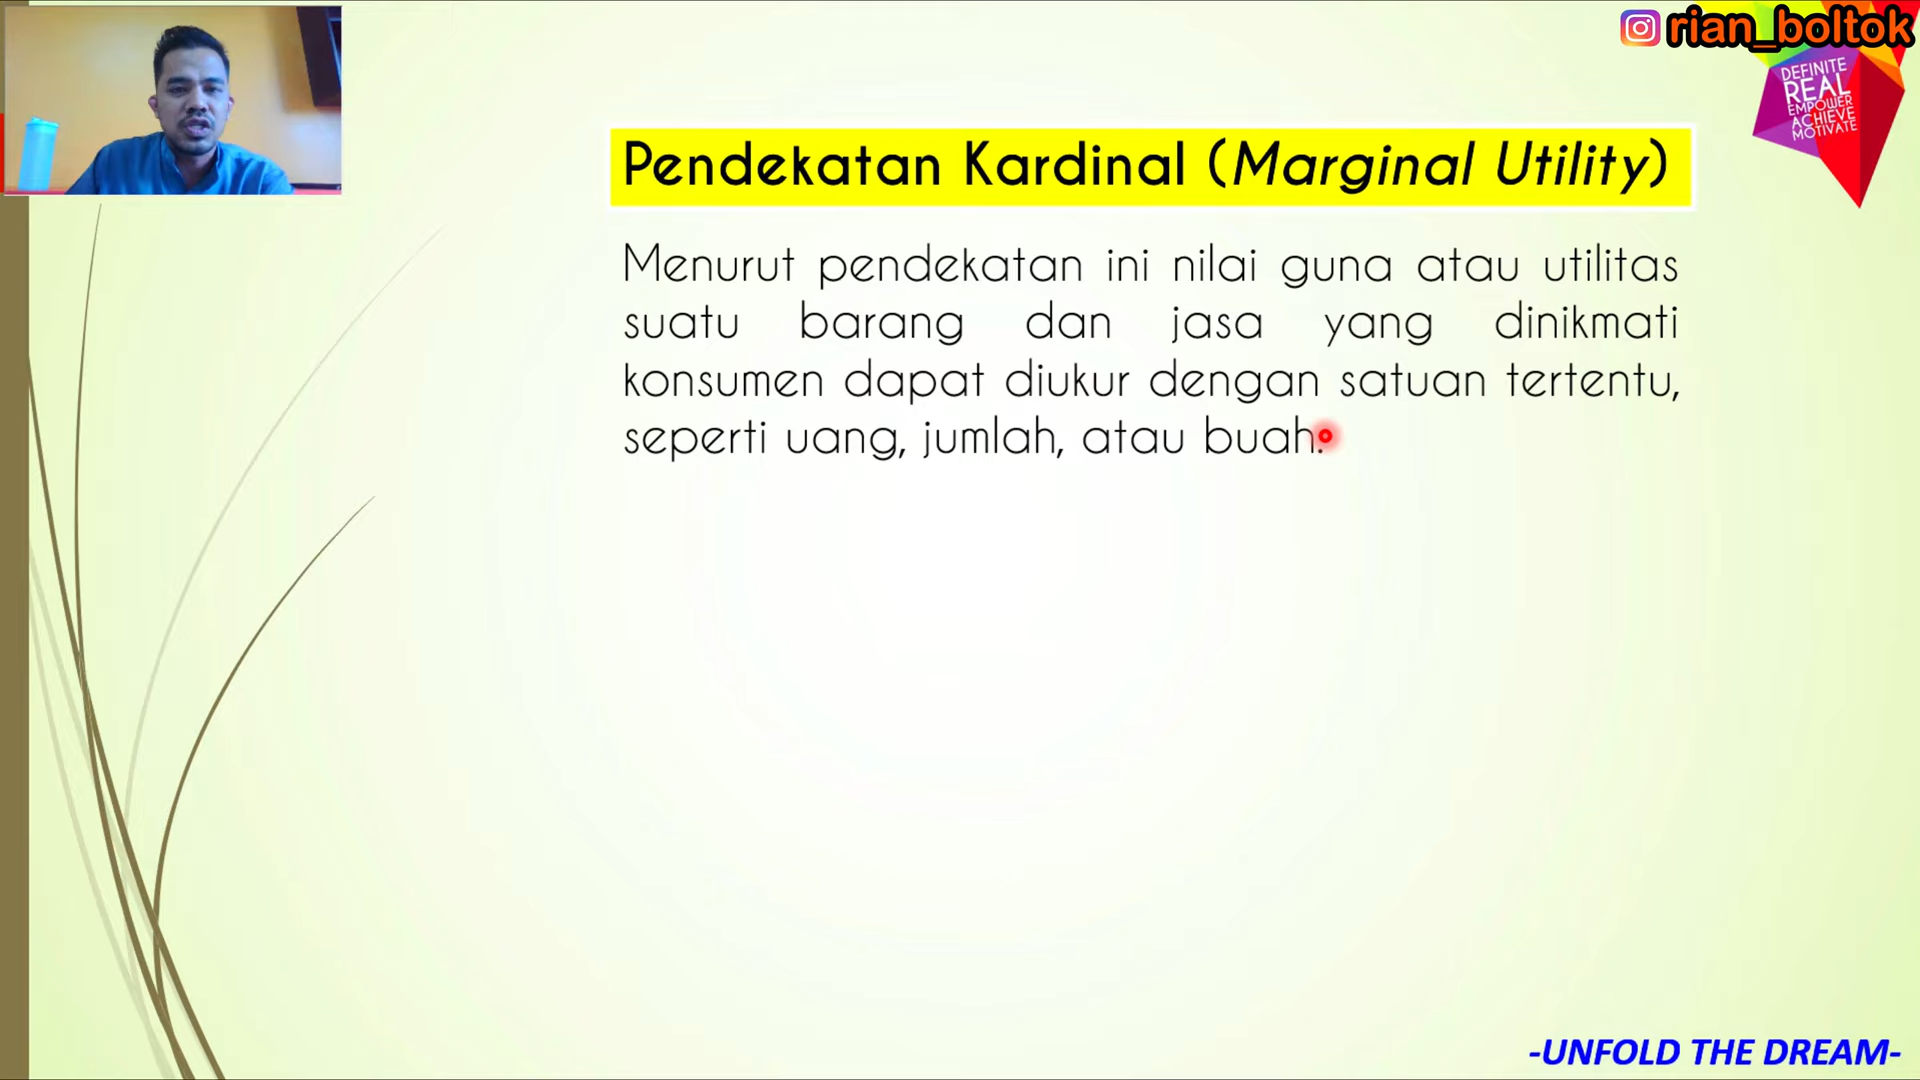 rian_boltok
DEFINITE
REAL
EMPOWER
ACHIEVE
MOTIVATE
Pendekatan Kardinal (Marginal Utility)
Menurut pendekatan ini nilai guna atau utilitas
suatu barang dan jasa yang dinikmati
konsumen dapat diukur dengan satuan tertentu,
seperti uang, jumlah, atau buah.
-UNFOLD THE DREAM-